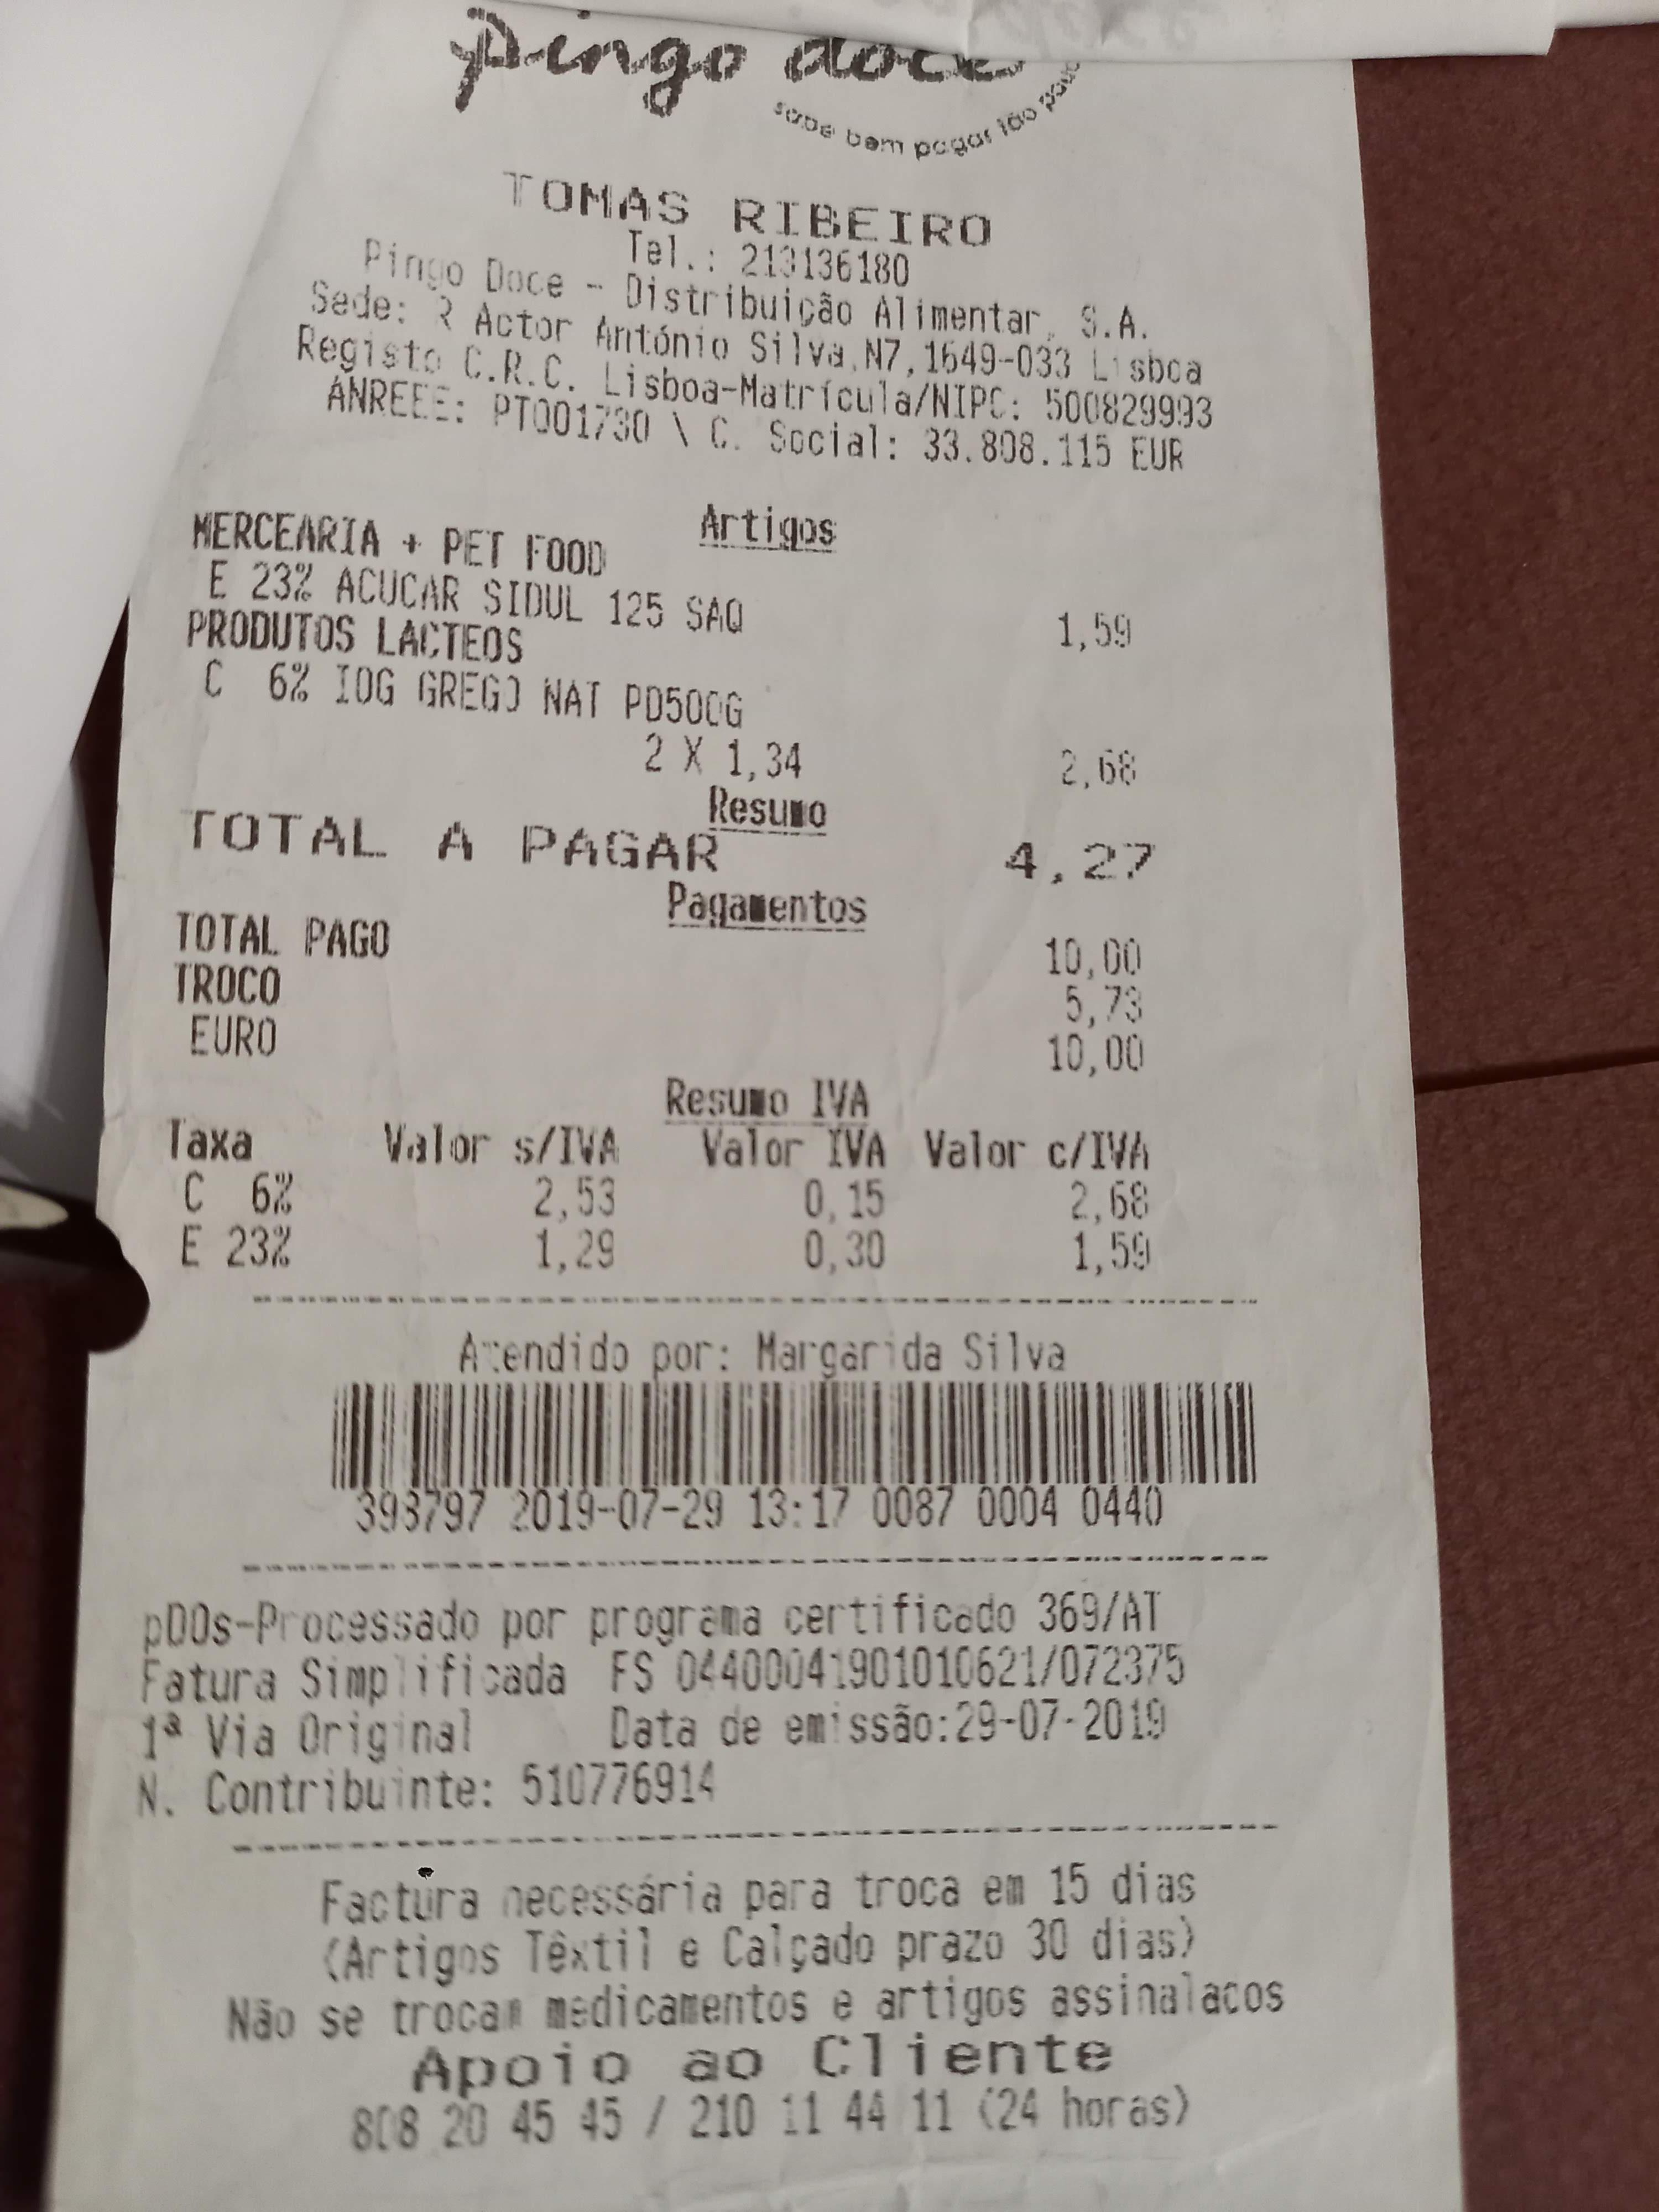 pingo doce
sabe bem pagar tão pouco
TOMAS RIBEIRO
Tel.: 213136180
Pingo Doce - Distribuição Alimentar, S.A.
Sede: R Actor António Silva,N7,1649-033 Lisboa
Registo C.R.C. Lisboa-Matrícula/NIPC: 500829993
ANREEE: PT001730 \ C. Social: 33.808.115 EUR
Artigos
MERCEARIA + PET FOOD
E 23% ACUCAR SIDUL 125 SAQ 1,59
PRODUTOS LACTEOS
C 6% IOG GREGO NAT PD500G
2 X 1,34 2,68
Resumo
TOTAL A PAGAR 4,27
Pagamentos
TOTAL PAGO 10,00
TROCO 5,73
EURO 10,00
Resumo IVA
Taxa Valor s/IVA Valor IVA Valor c/IVA
C 6% 2,53 0,15 2,68
E 23% 1,29 0,30 1,59
Atendido por: Margarida Silva
393797 2019-07-29 13:17 0087 0004 0440
pDOs-Processado por programa certificado 369/AT
Fatura Simplificada FS 04400041901010621/072375
1ª Via Original Data de emissão:29-07-2019
N. Contribuinte: 510776914
Factura necessária para troca em 15 dias
(Artigos Têxtil e Calçado prazo 30 dias)
Não se trocam medicamentos e artigos assinalados
Apoio ao Cliente
808 20 45 45 / 210 11 44 11 (24 horas)